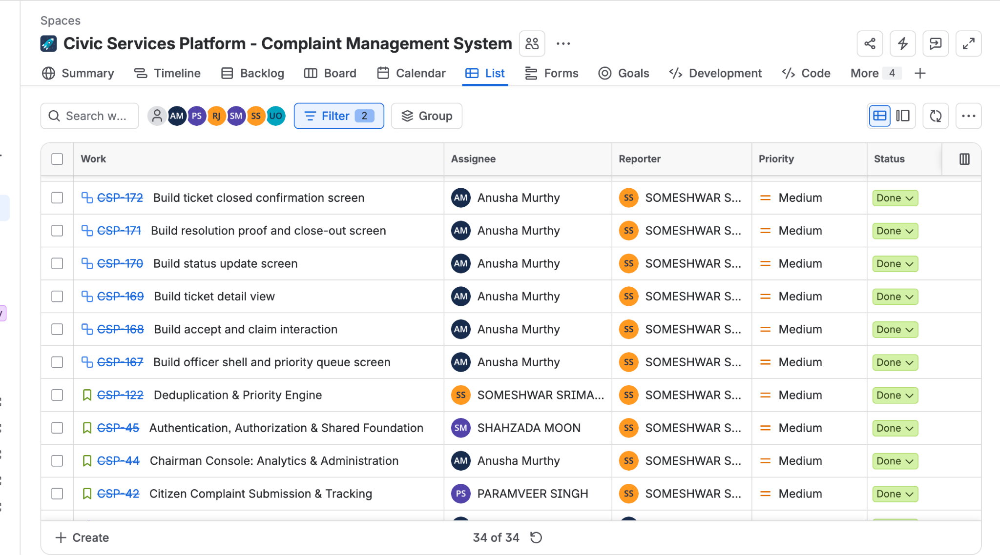 Spaces
Civic Services Platform - Complaint Management System
Summary Timeline Backlog Board Calendar List Forms Goals Development Code More 4
Search w... AM PS RJ SM SS UO Filter 2 Group
Work Assignee Reporter Priority Status
CSP-172 Build ticket closed confirmation screen AM Anusha Murthy SS SOMESHWAR S... Medium Done
CSP-171 Build resolution proof and close-out screen AM Anusha Murthy SS SOMESHWAR S... Medium Done
CSP-170 Build status update screen AM Anusha Murthy SS SOMESHWAR S... Medium Done
CSP-169 Build ticket detail view AM Anusha Murthy SS SOMESHWAR S... Medium Done
CSP-168 Build accept and claim interaction AM Anusha Murthy SS SOMESHWAR S... Medium Done
CSP-167 Build officer shell and priority queue screen AM Anusha Murthy SS SOMESHWAR S... Medium Done
CSP-122 Deduplication & Priority Engine SS SOMESHWAR SRIMA... SS SOMESHWAR S... Medium Done
CSP-45 Authentication, Authorization & Shared Foundation SM SHAHZADA MOON SS SOMESHWAR S... Medium Done
CSP-44 Chairman Console: Analytics & Administration AM Anusha Murthy SS SOMESHWAR S... Medium Done
CSP-42 Citizen Complaint Submission & Tracking PS PARAMVEER SINGH SS SOMESHWAR S... Medium Done
Create 34 of 34